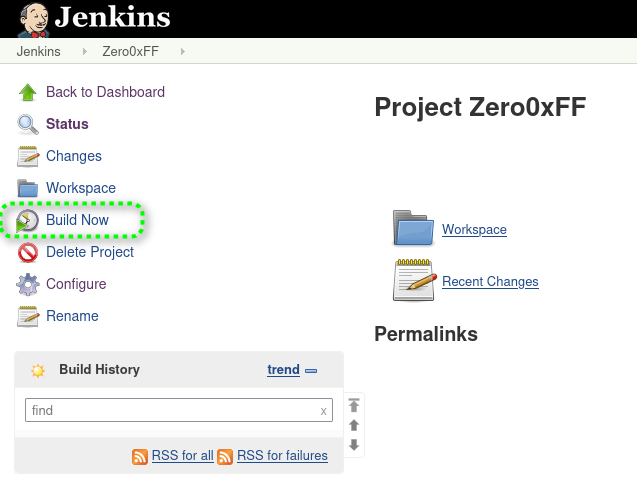 Jenkins
Jenkins Zero0xFF
Back to Dashboard
Status
Changes
Workspace
Build Now
Delete Project
Configure
Rename
Build History trend
find x
RSS for all RSS for failures
Project Zero0xFF
Workspace
Recent Changes
Permalinks